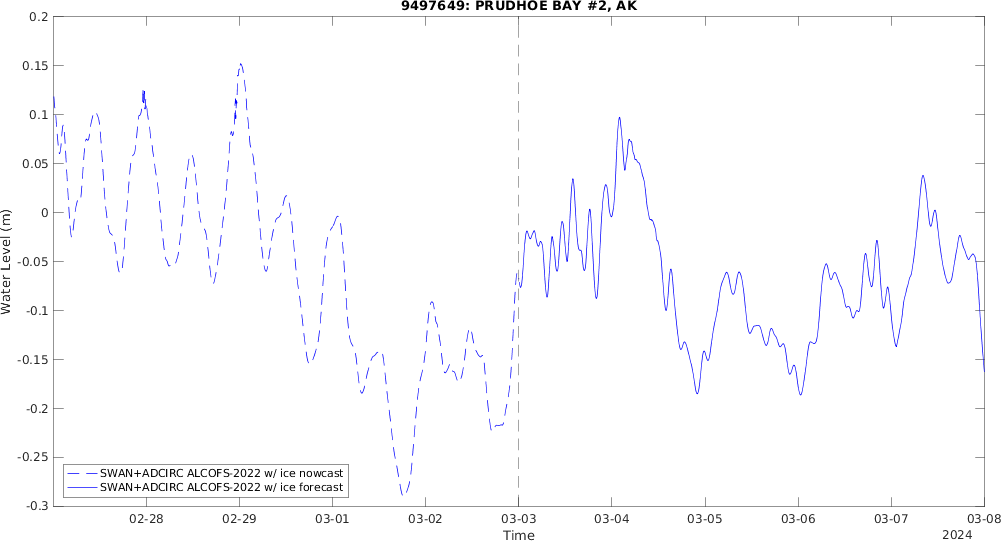 9497649: PRUDHOE BAY #2, AK
0.2
0.15
0.1
0.05
0
-0.05
-0.1
-0.15
-0.2
-0.25
-0.3
Water Level (m)
SWAN+ADCIRC ALCOFS-2022 w/ ice nowcast
SWAN+ADCIRC ALCOFS-2022 w/ ice forecast
02-28 02-29 03-01 03-02 03-03 03-04 03-05 03-06 03-07 03-08
Time
2024